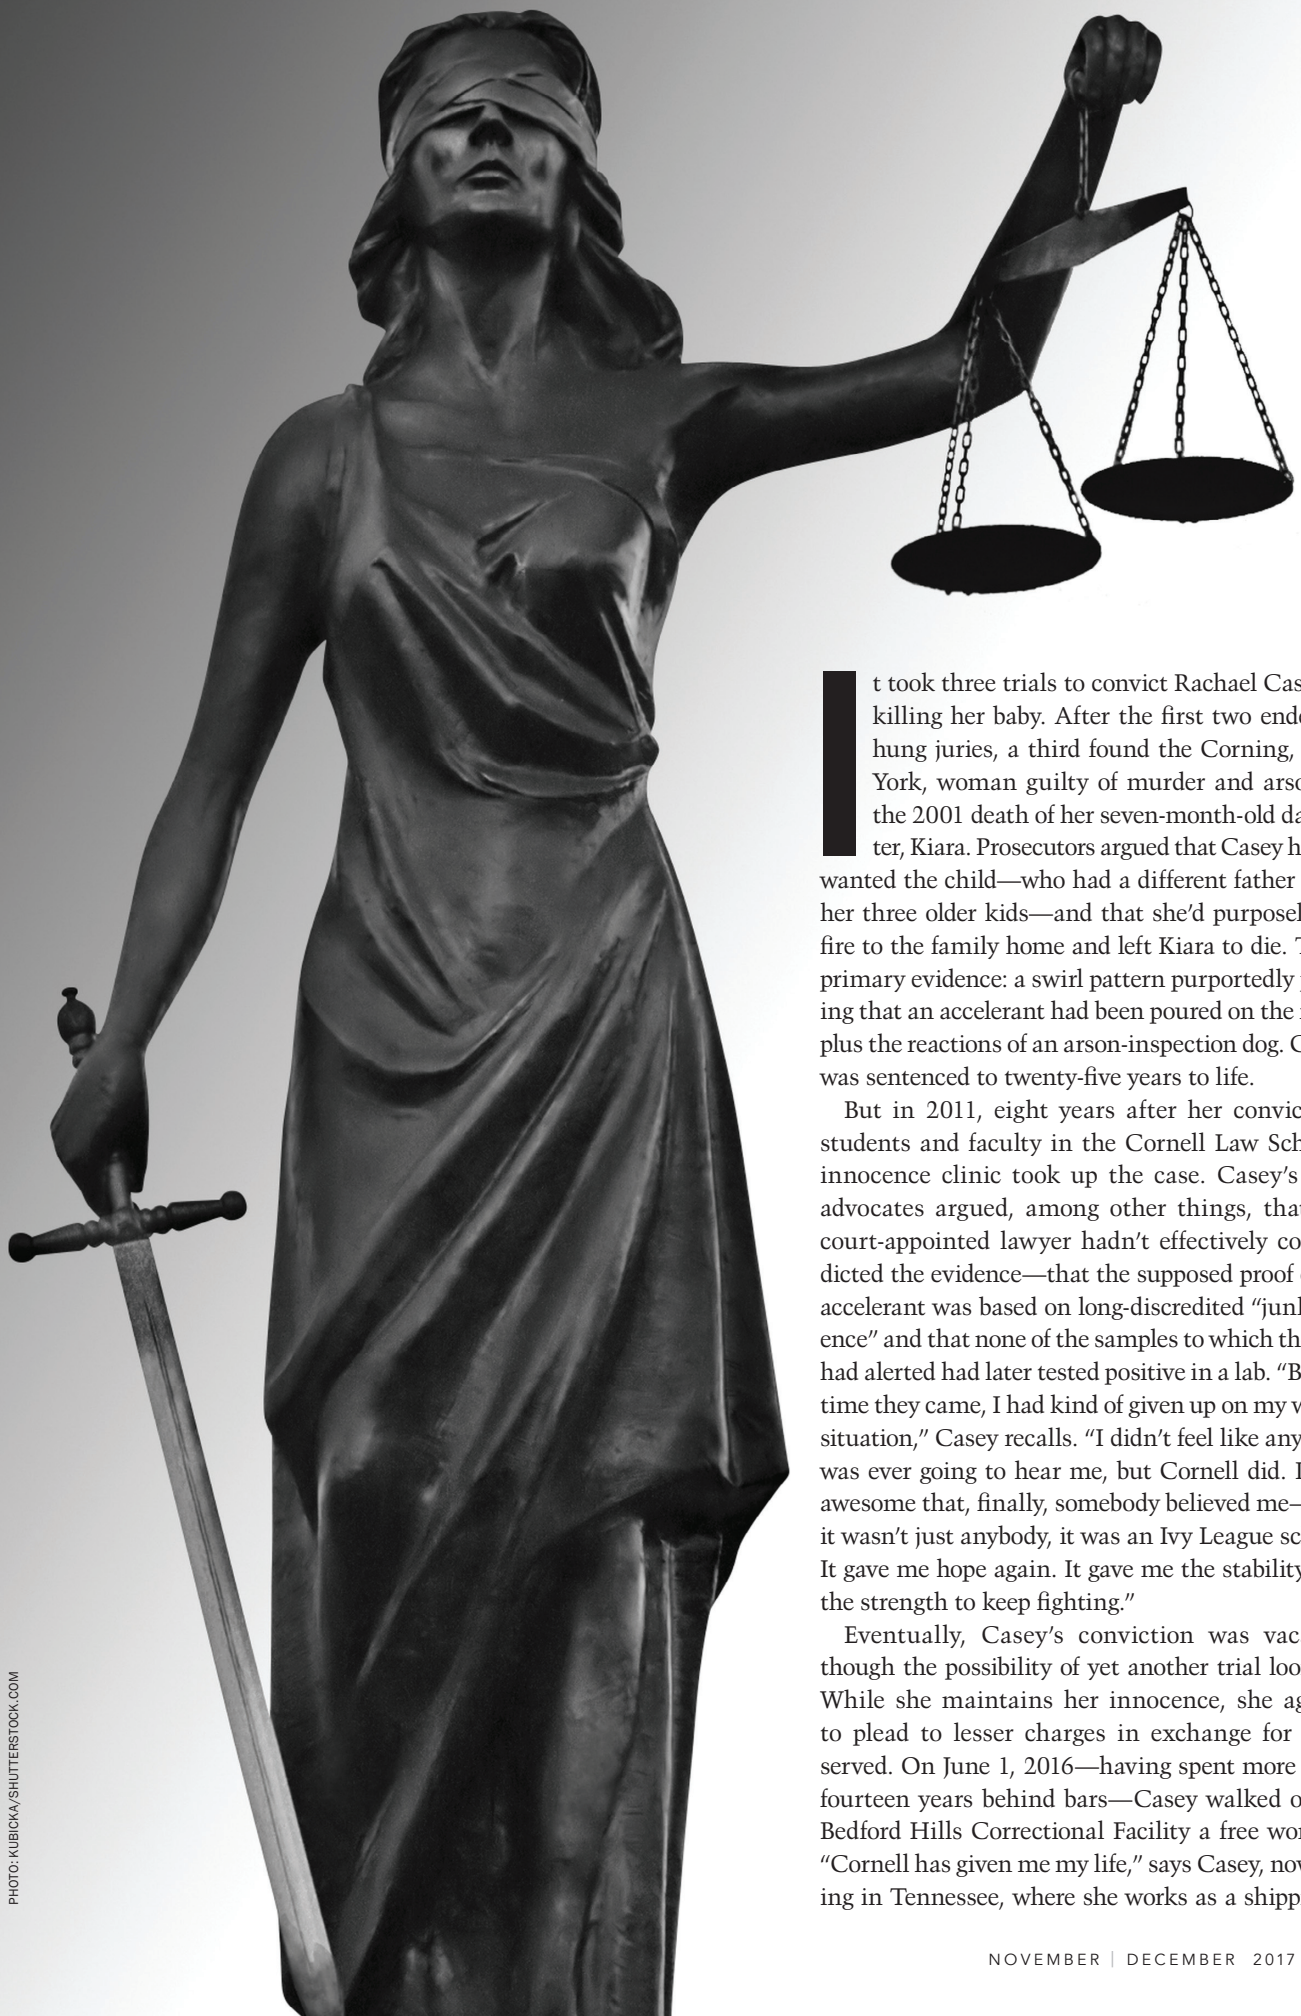 It took three trials to convict Rachael Cas
killing her baby. After the first two ende
hung juries, a third found the Corning,
York, woman guilty of murder and arso
the 2001 death of her seven-month-old da
ter, Kiara. Prosecutors argued that Casey h
wanted the child—who had a different father
her three older kids—and that she’d purposel
fire to the family home and left Kiara to die. T
primary evidence: a swirl pattern purportedly
ing that an accelerant had been poured on the
plus the reactions of an arson-inspection dog. C
was sentenced to twenty-five years to life.
But in 2011, eight years after her convic
students and faculty in the Cornell Law Sch
innocence clinic took up the case. Casey’s
advocates argued, among other things, tha
court-appointed lawyer hadn’t effectively co
dicted the evidence—that the supposed proof
accelerant was based on long-discredited “junl
ence” and that none of the samples to which th
had alerted had later tested positive in a lab. “B
time they came, I had kind of given up on my w
situation,” Casey recalls. “I didn’t feel like any
was ever going to hear me, but Cornell did. I
awesome that, finally, somebody believed me—
it wasn’t just anybody, it was an Ivy League sc
It gave me hope again. It gave me the stability
the strength to keep fighting.”
Eventually, Casey’s conviction was vac
though the possibility of yet another trial loo
While she maintains her innocence, she ag
to plead to lesser charges in exchange for
served. On June 1, 2016—having spent more
fourteen years behind bars—Casey walked o
Bedford Hills Correctional Facility a free wor
“Cornell has given me my life,” says Casey, nov
ing in Tennessee, where she works as a shipp
PHOTO: KUBICKA/SHUTTERSTOCK.COM
NOVEMBER | DECEMBER 2017